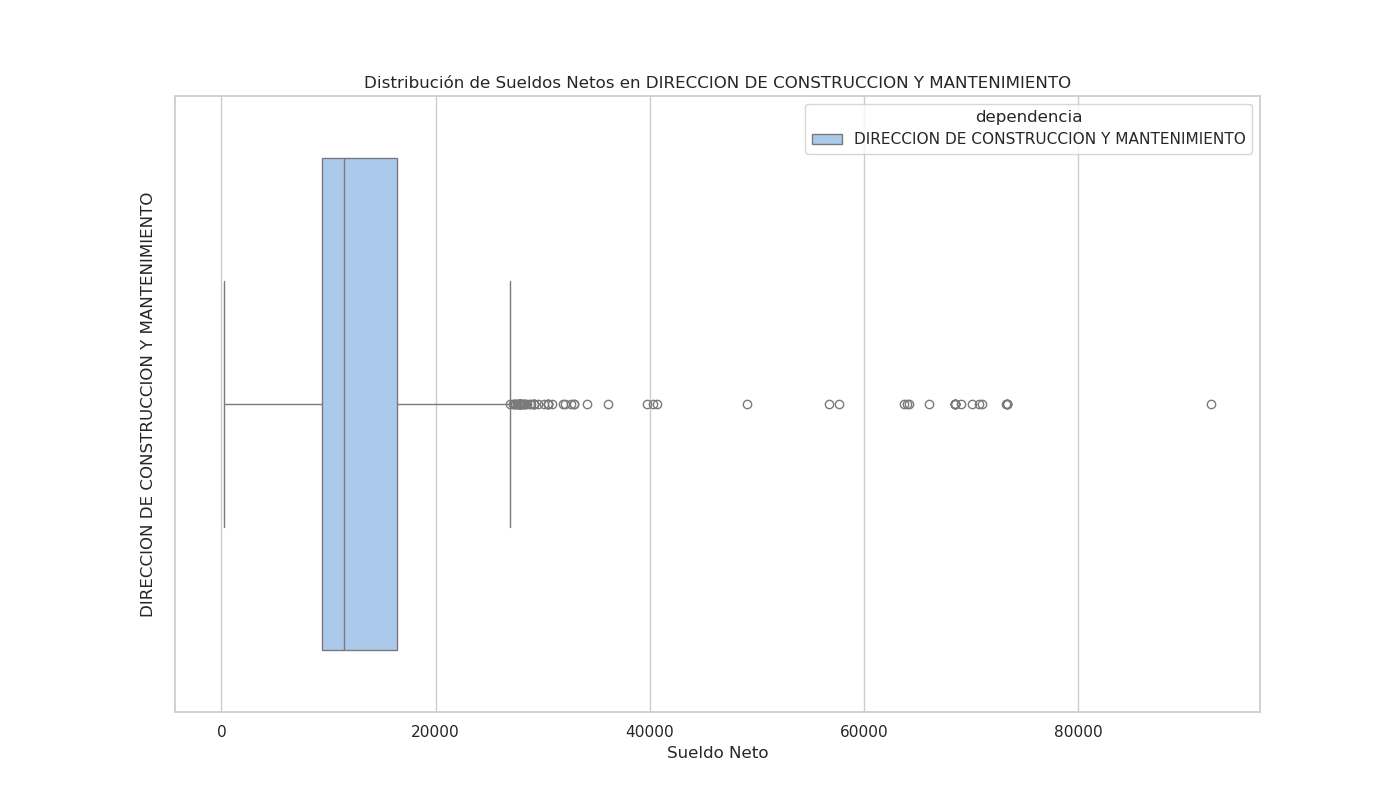 Distribución de Sueldos Netos en DIRECCION DE CONSTRUCCION Y MANTENIMIENTO
dependencia
DIRECCION DE CONSTRUCCION Y MANTENIMIENTO
DIRECCION DE CONSTRUCCION Y MANTENIMIENTO
0
20000
40000
60000
80000
Sueldo Neto